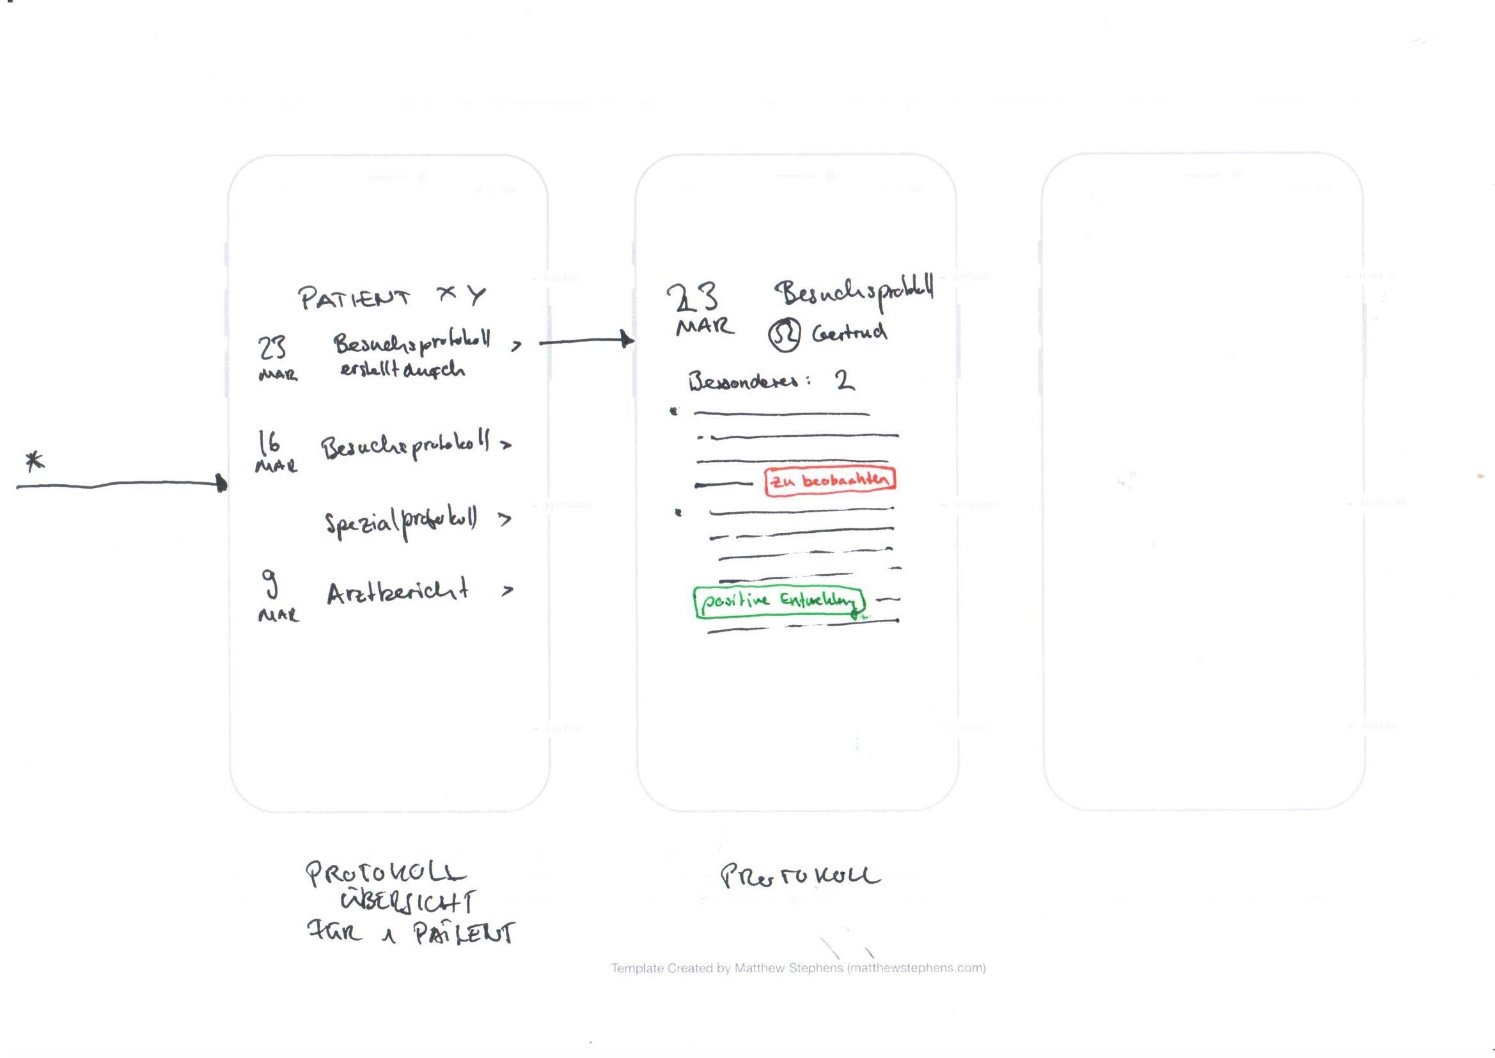 PATIENT XY
23 MAR Besuchsprotokoll >
erstellt durch
16 MAR Besuchsprotokoll >
Spezialprotokoll >
9 MAR Arztbericht >
*
23 MAR Besuchsprotokoll
Gertrud
Besonderes: 2
zu beobachten
positive Entwicklung
PROTOKOLL
ÜBERSICHT
FÜR 1 PATIENT
PROTOKOLL
Template Created by Matthew Stephens (matthewstephens.com)